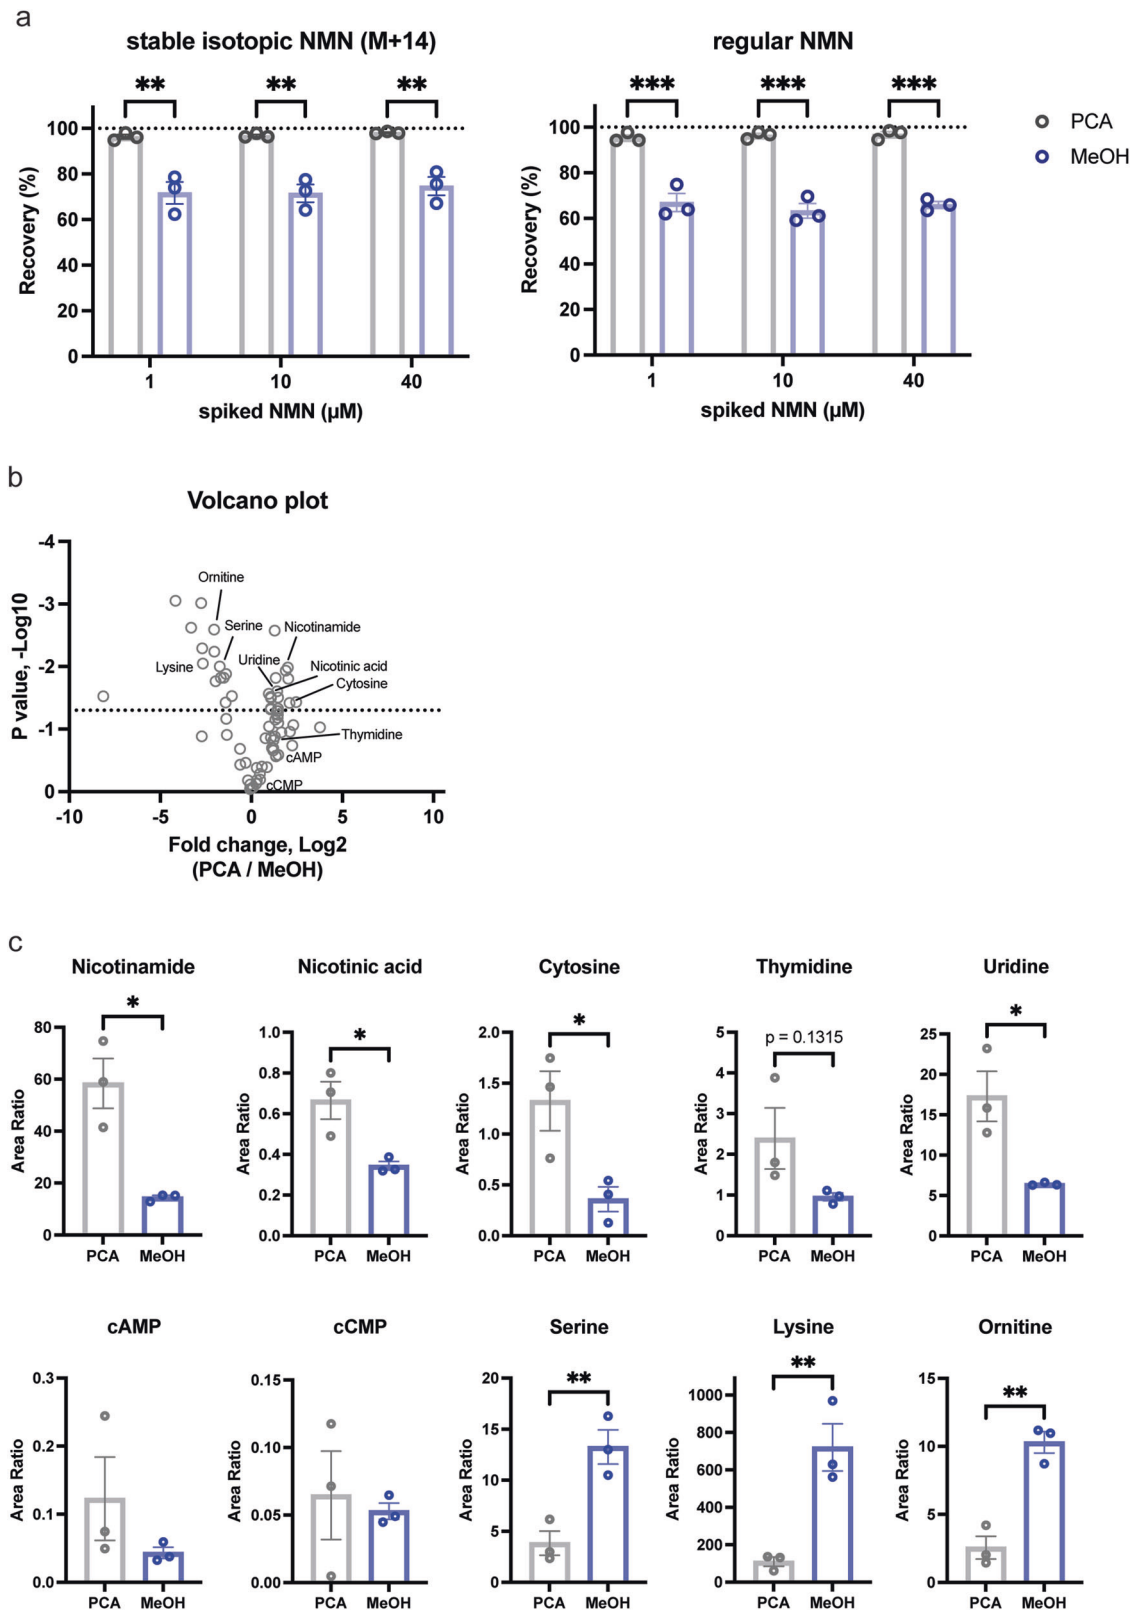 a
stable isotopic NMN (M+14)
regular NMN
** ** **
*** *** ***
PCA
MeOH
Recovery (%)
100
80
60
40
20
0
1 10 40
spiked NMN (µM)
Recovery (%)
100
80
60
40
20
0
1 10 40
spiked NMN (µM)
b
Volcano plot
P value, -Log10
-4
-3
-2
-1
0
Ornitine
Serine
Nicotinamide
Lysine
Uridine
Nicotinic acid
Cytosine
Thymidine
cAMP
cCMP
-10 -5 0 5 10
Fold change, Log2
(PCA / MeOH)
c
Nicotinamide
*
Area Ratio
80
60
40
20
0
PCA MeOH
Nicotinic acid
*
Area Ratio
1.0
0.8
0.6
0.4
0.2
0.0
PCA MeOH
Cytosine
*
Area Ratio
2.0
1.5
1.0
0.5
0.0
PCA MeOH
Thymidine
p = 0.1315
Area Ratio
5
4
3
2
1
0
PCA MeOH
Uridine
*
Area Ratio
25
20
15
10
5
0
PCA MeOH
cAMP
Area Ratio
0.3
0.2
0.1
0.0
PCA MeOH
cCMP
Area Ratio
0.15
0.10
0.05
0.00
PCA MeOH
Serine
**
Area Ratio
20
15
10
5
0
PCA MeOH
Lysine
**
Area Ratio
1000
800
600
400
200
0
PCA MeOH
Ornitine
**
Area Ratio
15
10
5
0
PCA MeOH